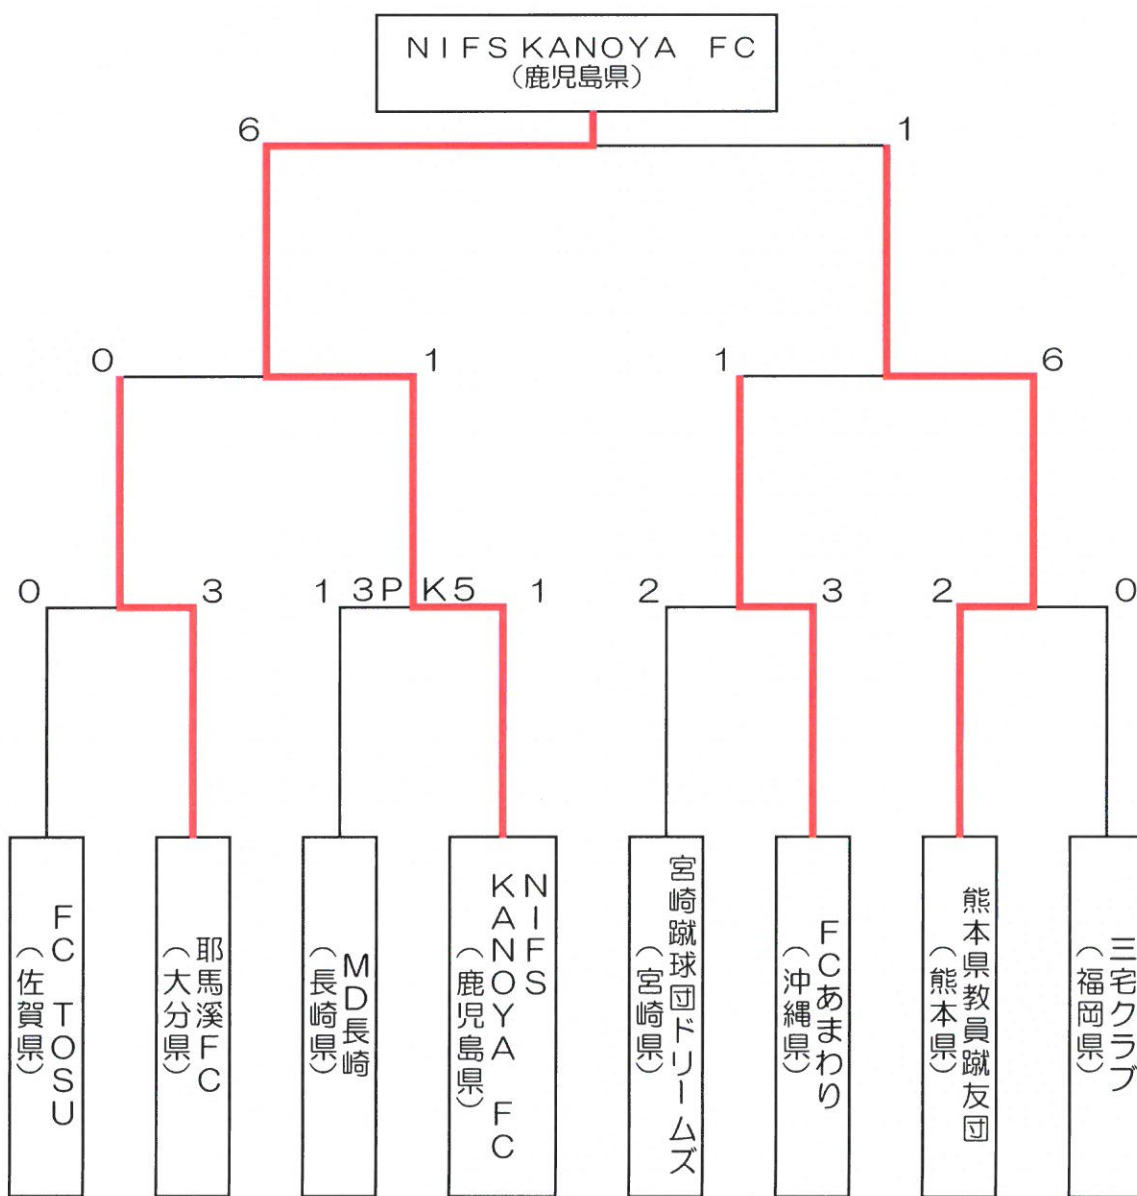 NIFS KANOYA FC
（鹿児島県）
6
1
0
1
1
6
0
3
1
3PK5
1
2
3
2
0
FC TOSU
（佐賀県）
耶馬溪FC
（大分県）
MD長崎
（長崎県）
NIFS
KANOYA FC
（鹿児島県）
宮崎蹴球団ドリームズ
（宮崎県）
FCあまわり
（沖縄県）
熊本県教員蹴友団
（熊本県）
三宅クラブ
（福岡県）